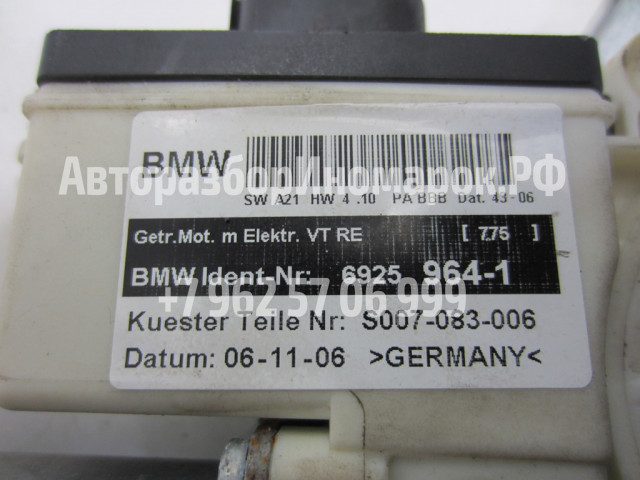 BMW
SW A21 HW 4 .10 PA BBB Dat. 43-06
АвторазборИномарок.РФ
Getr.Mot. m Elektr. VT RE [ 775 ]
BMW Ident-Nr: 6925 964-1
+7 962 57 06 999
Kuester Teile Nr: S007-083-006
Datum: 06-11-06 >GERMANY<